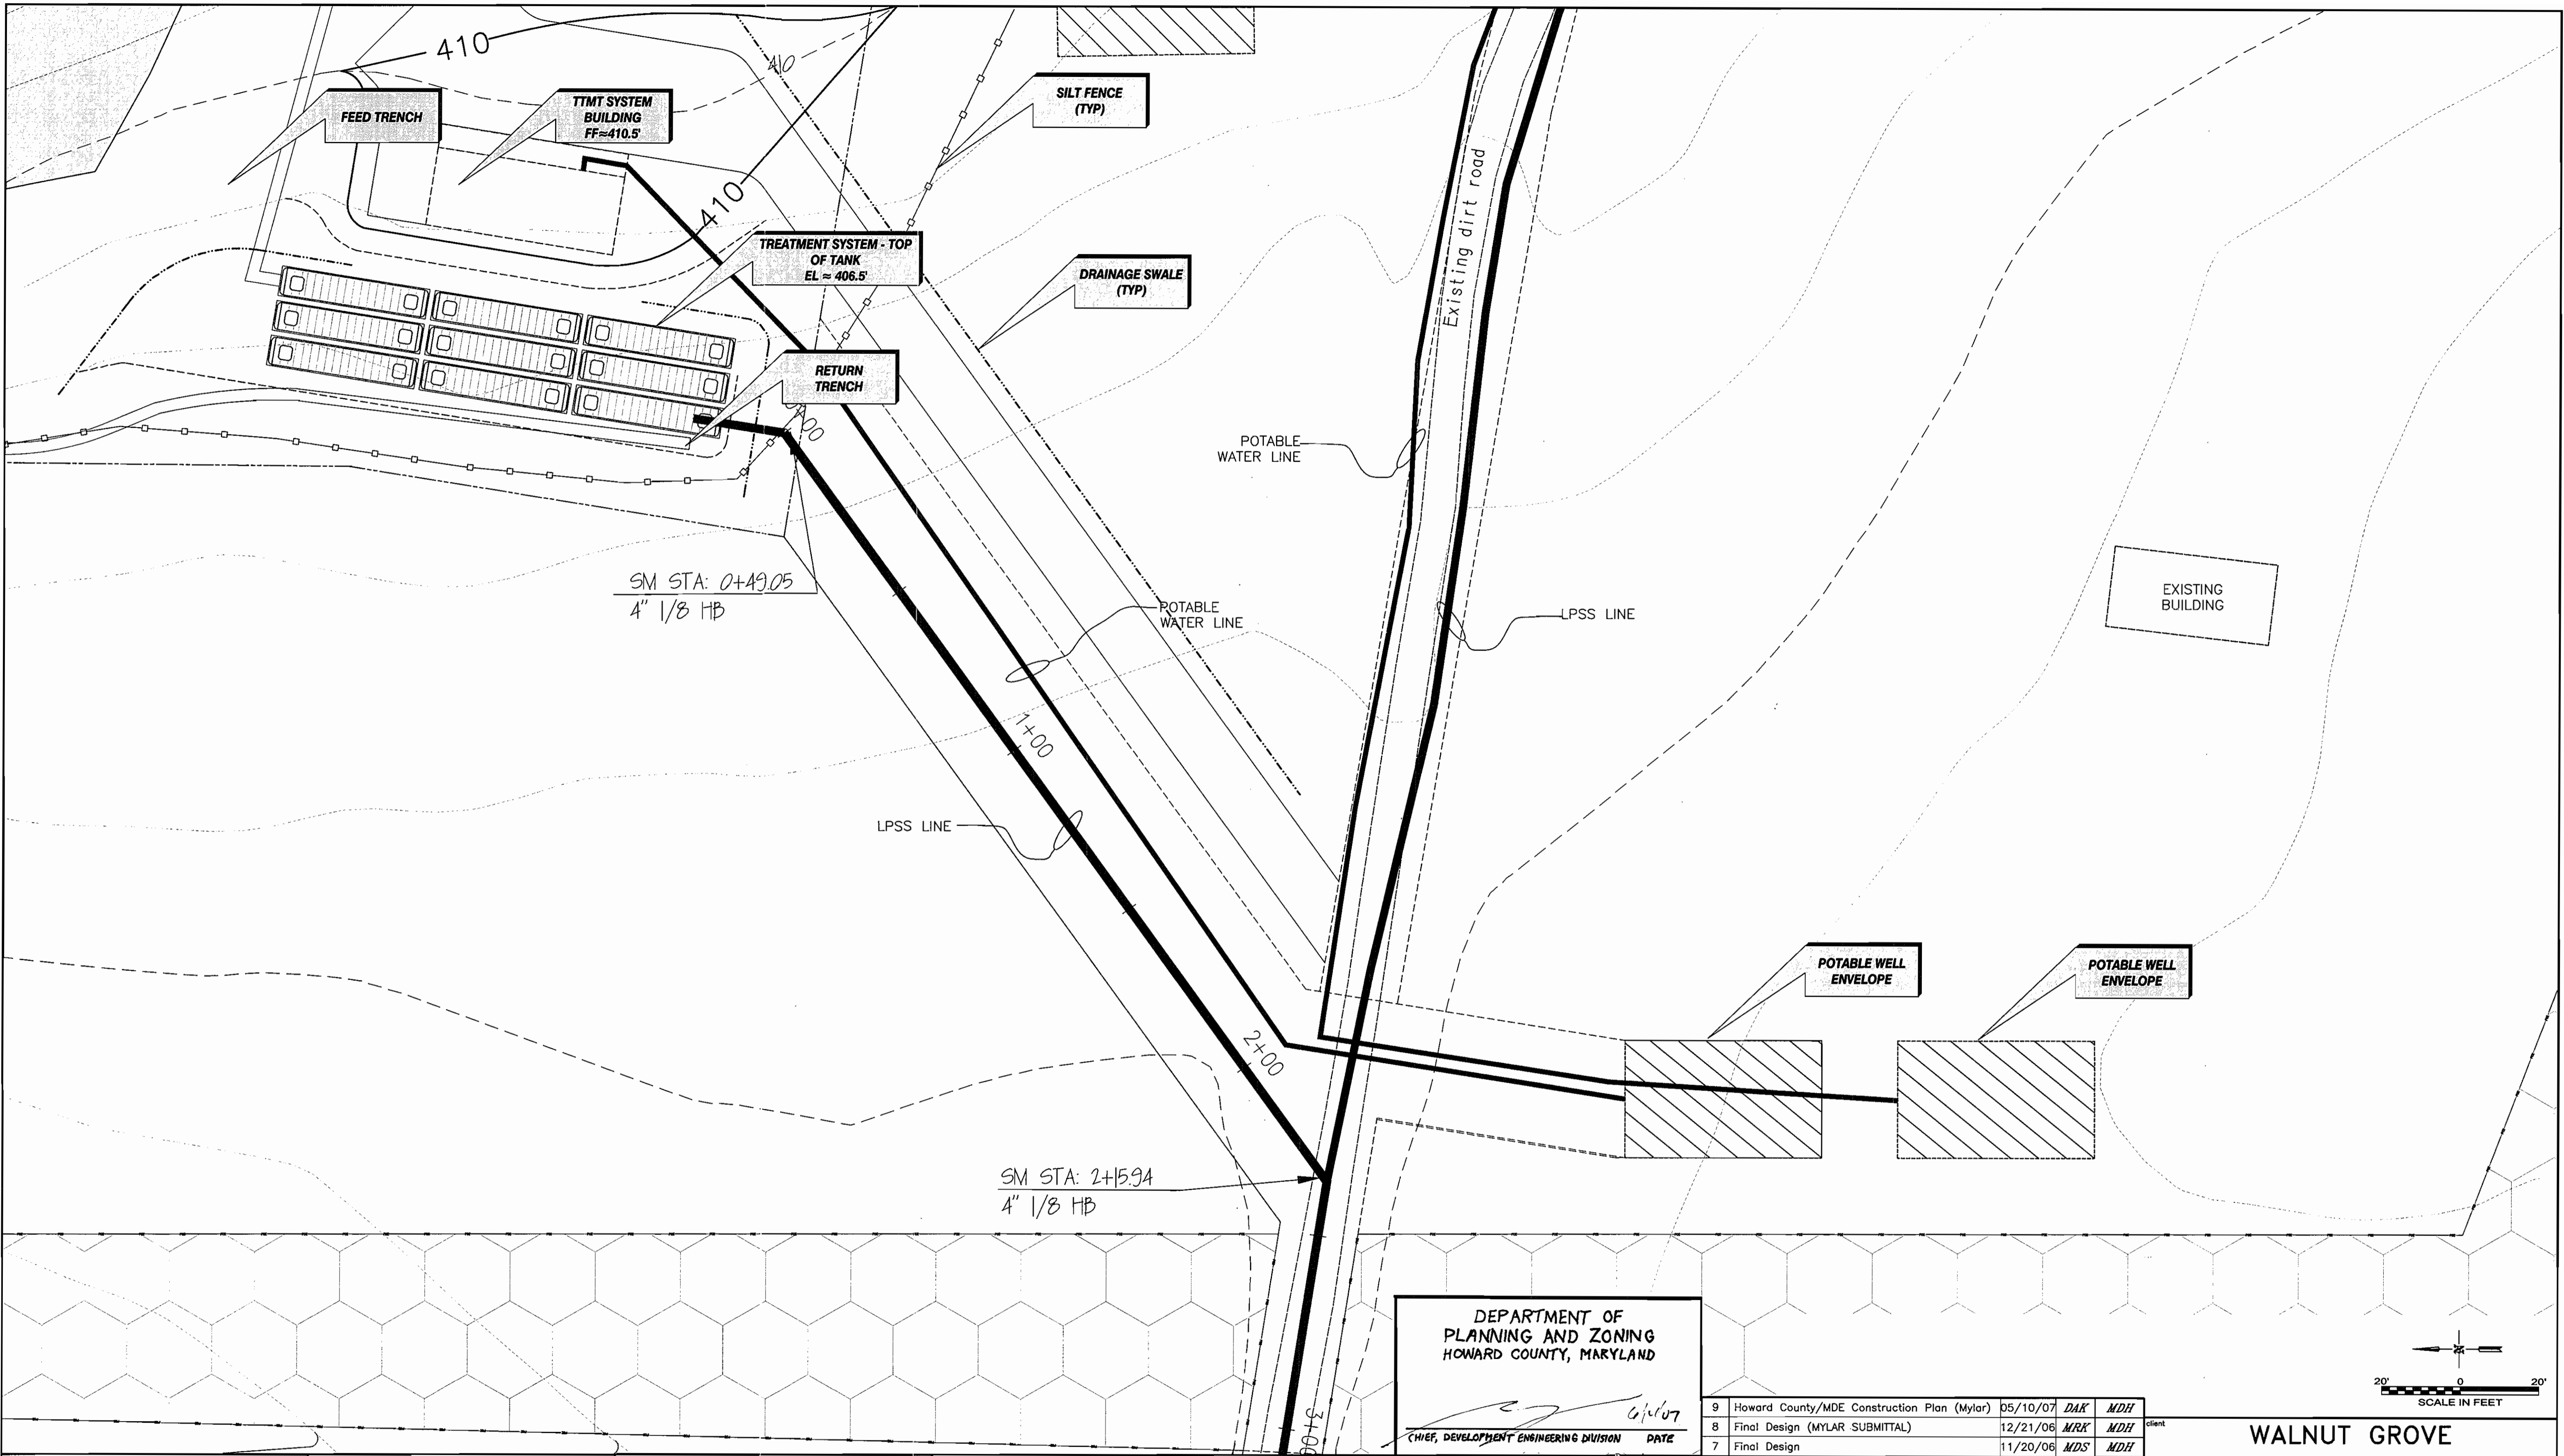 410
410
FEED TRENCH
TTMT SYSTEM
BUILDING
FF≈410.5'
SILT FENCE
(TYP)
410
TREATMENT SYSTEM - TOP
OF TANK
EL ≈ 406.5'
DRAINAGE SWALE
(TYP)
Existing dirt road
RETURN
TRENCH
POTABLE
WATER LINE
SM STA: 0+49.05
4" 1/8 HB
POTABLE
WATER LINE
LPSS LINE
EXISTING
BUILDING
1+00
LPSS LINE
POTABLE WELL
ENVELOPE
POTABLE WELL
ENVELOPE
2+00
SM STA: 2+15.94
4" 1/8 HB
DEPARTMENT OF
PLANNING AND ZONING
HOWARD COUNTY, MARYLAND
CHIEF, DEVELOPMENT ENGINEERING DIVISION DATE
3+00
N
20' 0 20'
SCALE IN FEET
9 Howard County/MDE Construction Plan (Mylar) 05/10/07 DAK MDH
8 Final Design (MYLAR SUBMITTAL) 12/21/06 MRK MDH
7 Final Design 11/20/06 MDS MDH
client
WALNUT GROVE